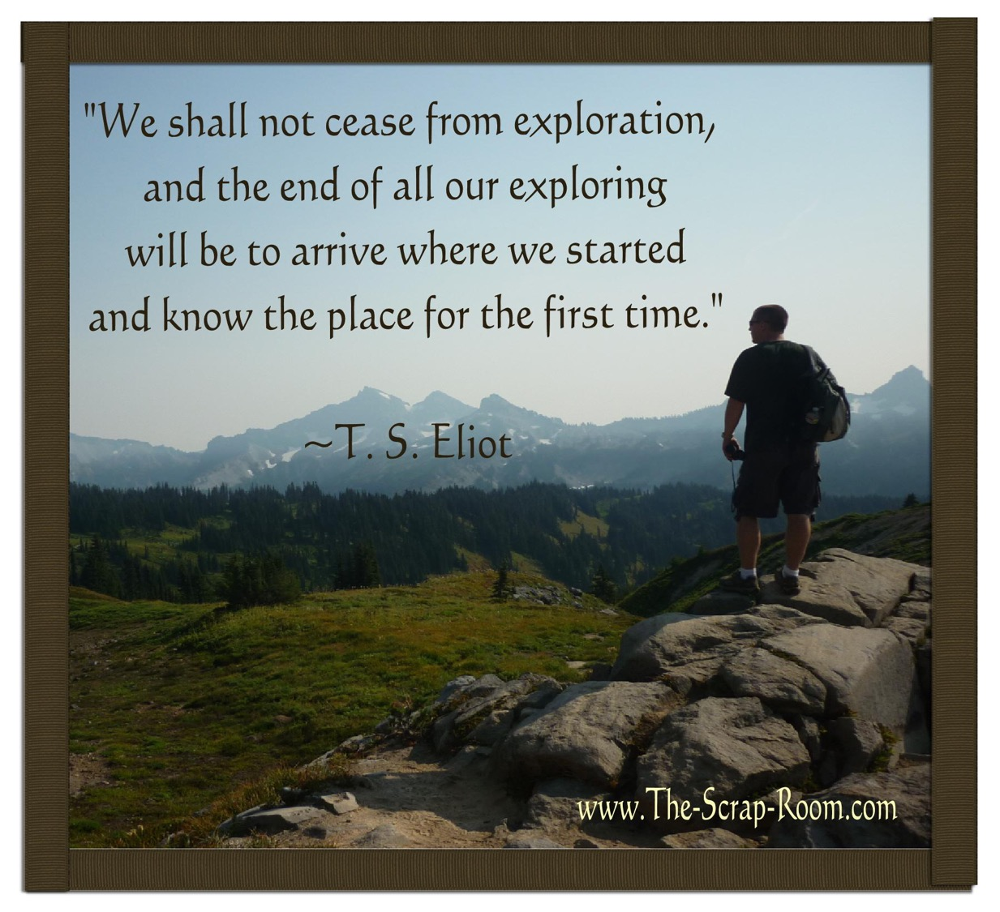 "We shall not cease from exploration,
and the end of all our exploring
will be to arrive where we started
and know the place for the first time."
~T. S. Eliot
www.The-Scrap-Room.com